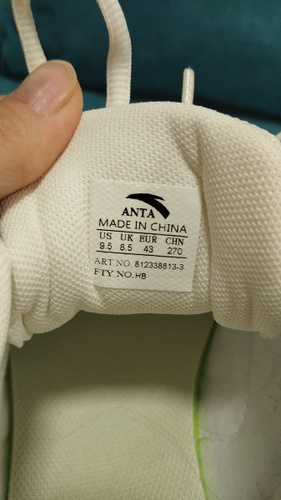 ANTA
MADE IN CHINA
US UK EUR CHN
9.5 8.5 43 270
ART NO. 812338813-3
FTY NO.HB